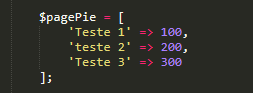 $pagePie = [
'Teste 1' => 100,
'teste 2' => 200,
'Teste 3' => 300
];